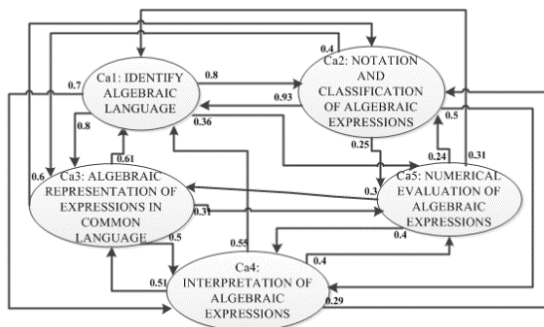 0.4
Ca1: IDENTIFY
ALGEBRAIC
LANGUAGE
Ca2: NOTATION
AND
CLASSIFICATION
OF ALGEBRAIC
EXPRESSIONS
0.7
0.8
0.93
0.5
0.8
0.36
0.25
0.24
0.31
0.61
Ca3: ALGEBRAIC
REPRESENTATION OF
EXPRESSIONS IN
COMMON
LANGUAGE
0.6
Ca5: NUMERICAL
EVALUATION OF
ALGEBRAIC
EXPRESSIONS
0.3
0.31
0.4
0.5
0.55
0.4
Ca4:
INTERPRETATION OF
ALGEBRAIC
EXPRESSIONS
0.51
0.29